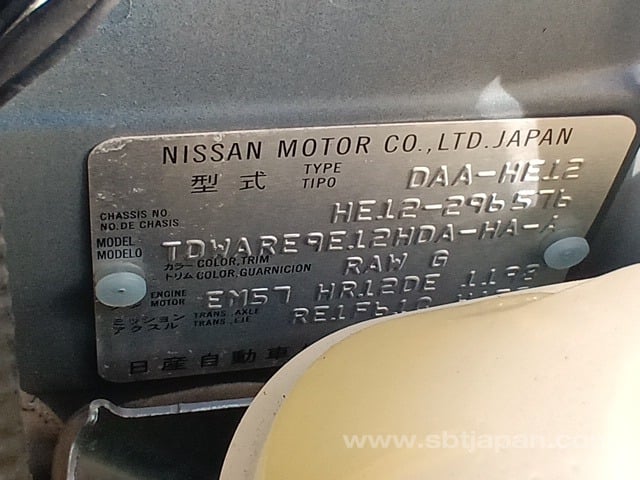 NISSAN MOTOR CO., LTD. JAPAN
型式 TYPE TIPO DAA-HE12
CHASSIS NO. NO. DE CHASIS HE12-296576
MODEL MODELO TDWARE9E12HDA-HA-A
カラー COLOR, TRIM トリム COLOR, GUARNICION RAW G
ENGINE MOTOR EM57 HR12DE
ミッション アクスル TRANS., AXLE TRANS., EJE
日産自動車
www.sbtjapan.com